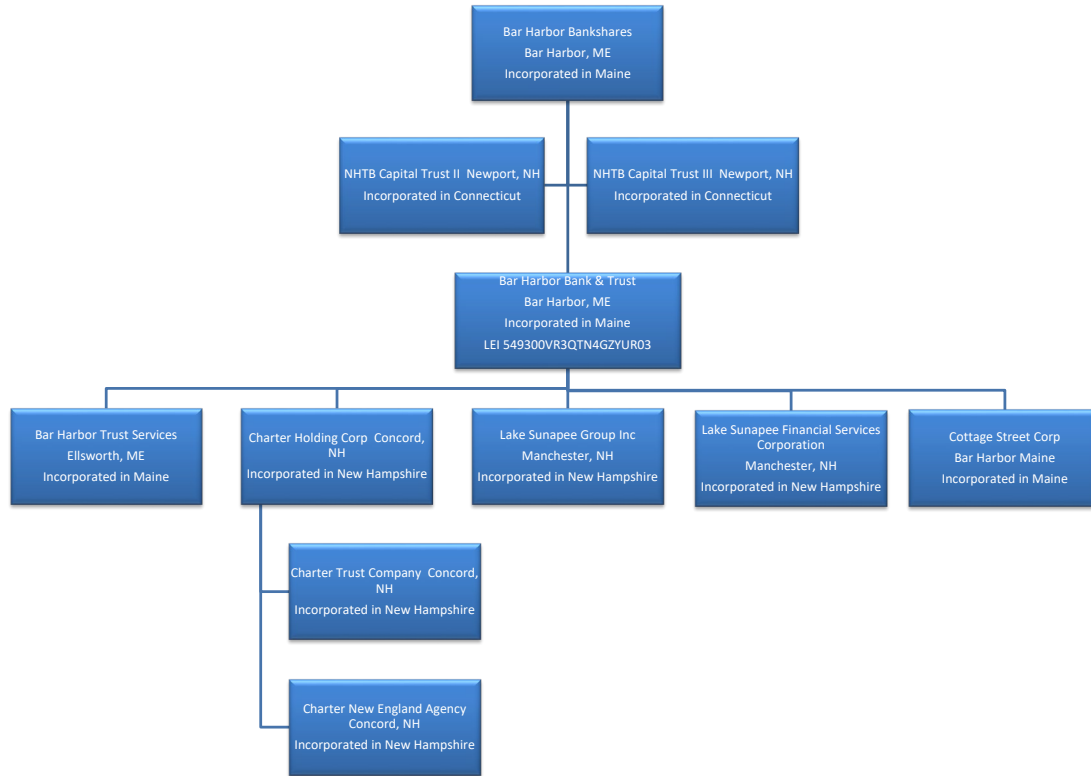 Bar Harbor Bankshares
Bar Harbor, ME
Incorporated in Maine
NHTB Capital Trust II  Newport, NH
Incorporated in Connecticut
NHTB Capital Trust III  Newport, NH
Incorporated in Connecticut
Bar Harbor Bank & Trust
Bar Harbor, ME
Incorporated in Maine
LEI 549300VR3QTN4GZYUR03
Bar Harbor Trust Services
Ellsworth, ME
Incorporated in Maine
Charter Holding Corp  Concord,
NH
Incorporated in New Hampshire
Lake Sunapee Group Inc
Manchester, NH
Incorporated in New Hampshire
Lake Sunapee Financial Services
Corporation
Manchester, NH
Incorporated in New Hampshire
Cottage Street Corp
Bar Harbor Maine
Incorporated in Maine
Charter Trust Company  Concord,
NH
Incorporated in New Hampshire
Charter New England Agency
Concord, NH
Incorporated in New Hampshire